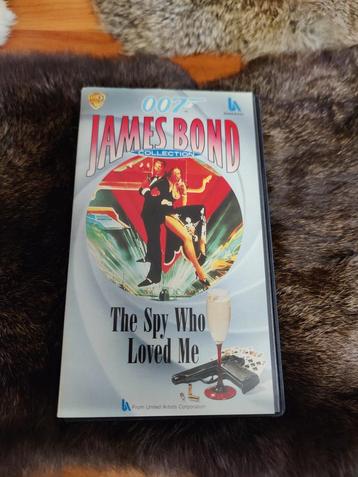 007
JAMES BOND
COLLECTION
The Spy Who
Loved Me
From United Artists Corporation